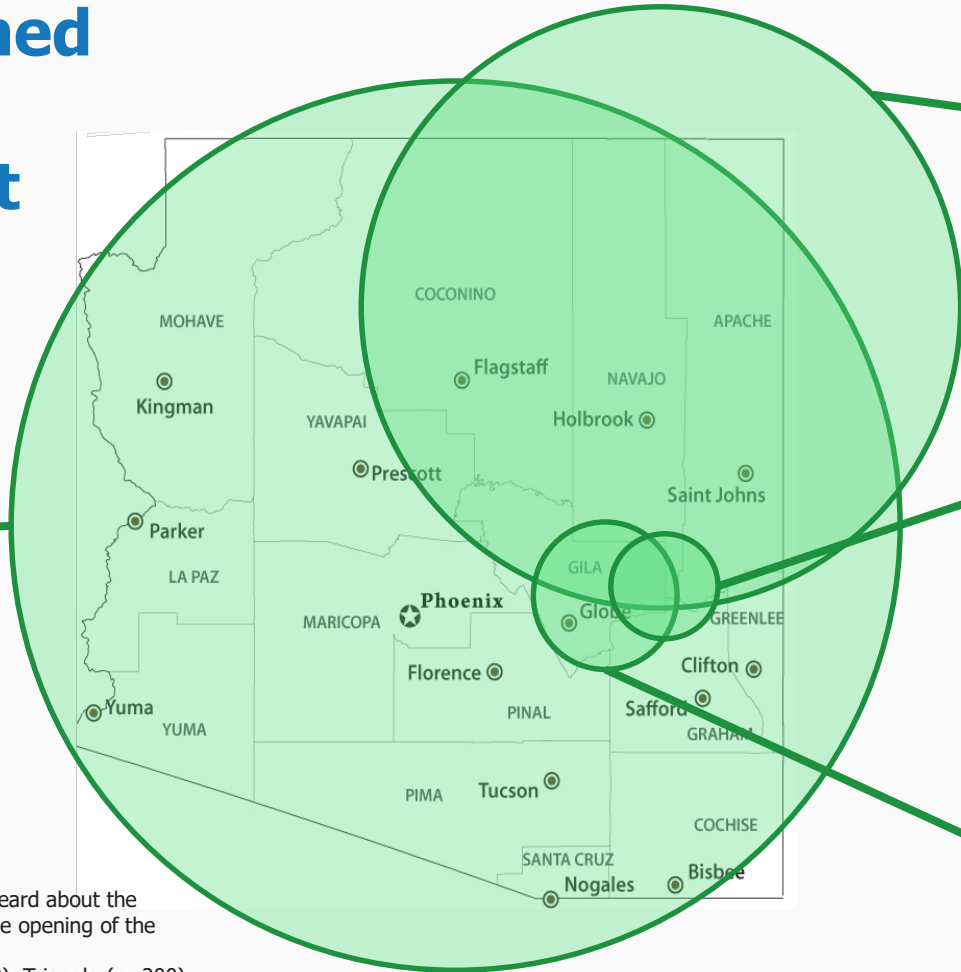 ned
t
COCONINO
MOHAVE
APACHE
Flagstaff
NAVAJO
Kingman
Holbrook
YAVAPAI
Prescott
Saint Johns
Parker
LA PAZ
GILA
Phoenix
Globe
MARICOPA
GREENLEE
Florence
Clifton
Yuma
Safford
PINAL
YUMA
GRAHAM
Tucson
PIMA
COCHISE
SANTA CRUZ
Bisbee
Nogales
eard about the
e opening of the